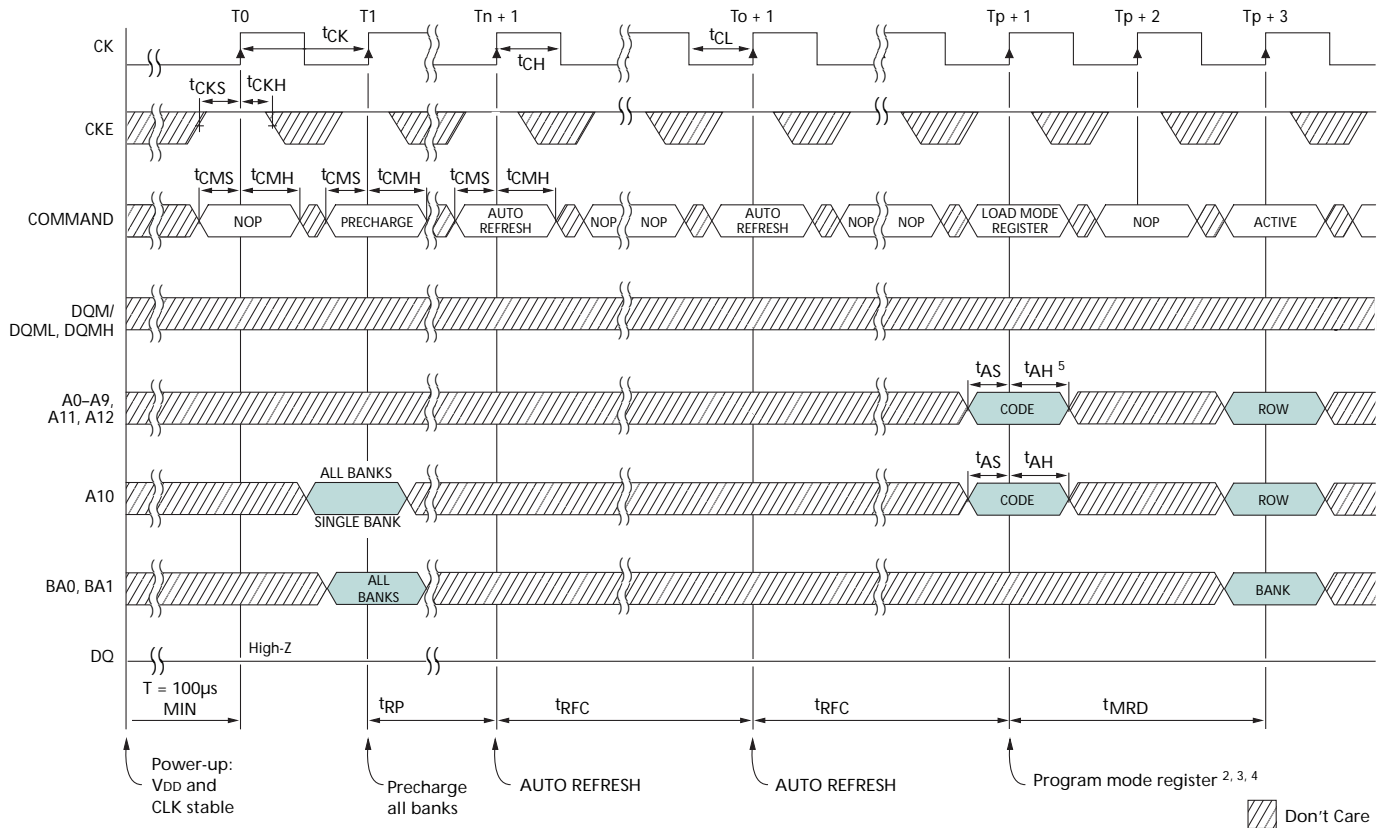 T0 T1 Tn + 1 To + 1 Tp + 1 Tp + 2 Tp + 3
CK tCK tCH tCL
tCKS tCKH
CKE
tCMS tCMH tCMS tCMH tCMS tCMH
COMMAND NOP PRECHARGE AUTO REFRESH NOP NOP AUTO REFRESH NOP NOP LOAD MODE REGISTER NOP ACTIVE
DQM/
DQML, DQMH
tAS tAH 5
A0–A9,
A11, A12 CODE ROW
ALL BANKS tAS tAH
A10 CODE ROW
SINGLE BANK
BA0, BA1 ALL BANKS BANK
DQ High-Z
T = 100µs
MIN
tRP tRFC tRFC tMRD
Power-up:
VDD and
CLK stable
Precharge
all banks
AUTO REFRESH
AUTO REFRESH
Program mode register 2, 3, 4
Don't Care